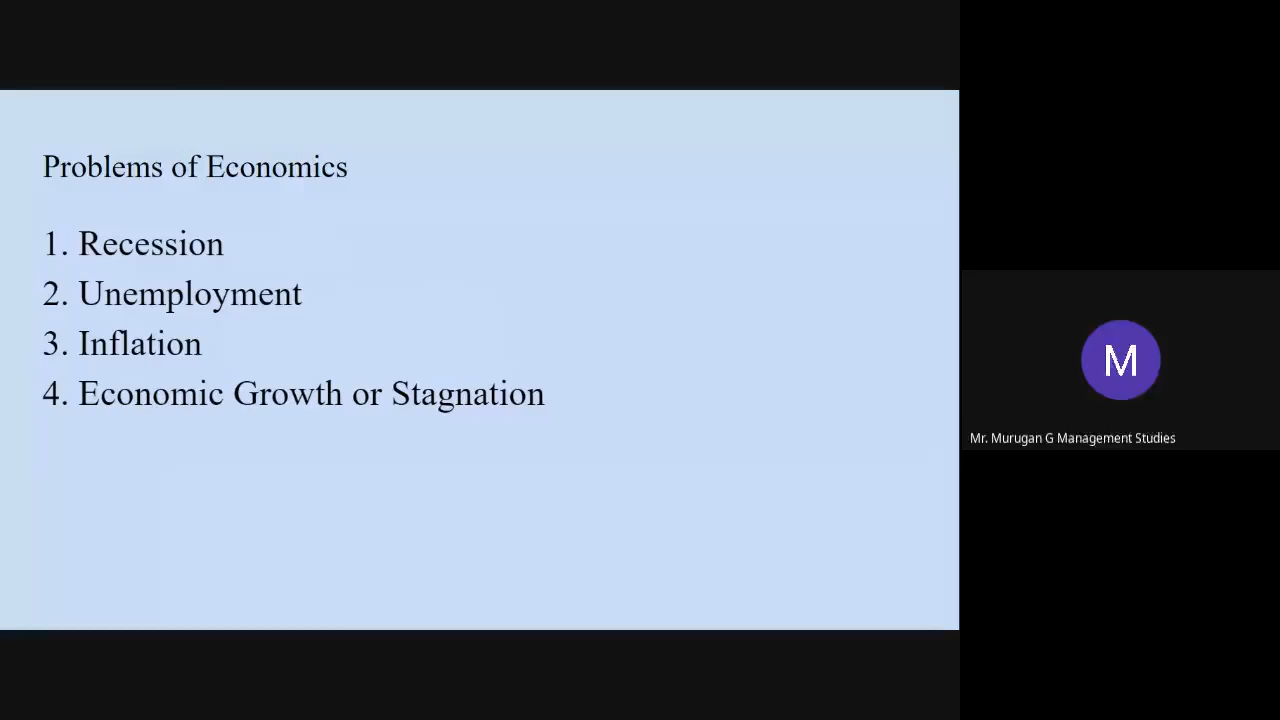 Problems of Economics
1. Recession
2. Unemployment
3. Inflation
4. Economic Growth or Stagnation
M
Mr. Murugan G Management Studies